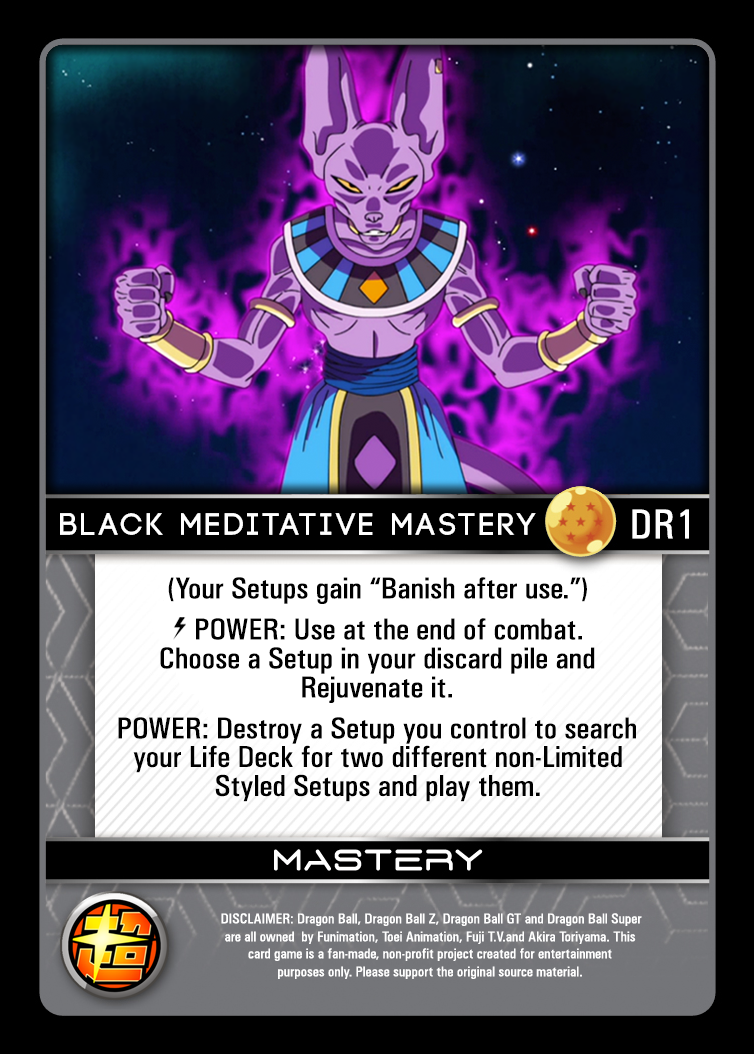 BLACK MEDITATIVE MASTERY DR1
(Your Setups gain “Banish after use.”)
POWER: Use at the end of combat.
Choose a Setup in your discard pile and
Rejuvenate it.
POWER: Destroy a Setup you control to search
your Life Deck for two different non-Limited
Styled Setups and play them.
MASTERY
DISCLAIMER: Dragon Ball, Dragon Ball Z, Dragon Ball GT and Dragon Ball Super
are all owned by Funimation, Toei Animation, Fuji T.V.and Akira Toriyama. This
card game is a fan-made, non-profit project created for entertainment
purposes only. Please support the original source material.